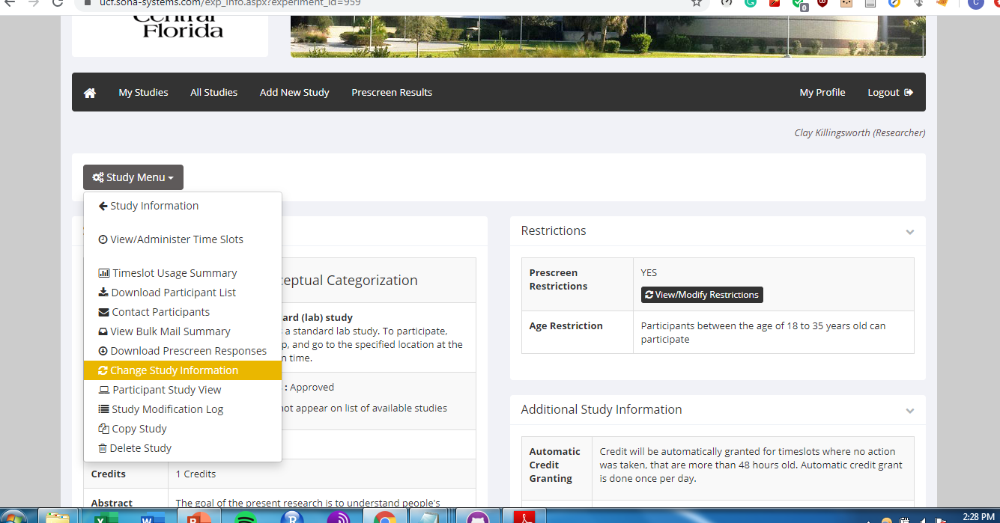 ucf.sona-systems.com/exp_info.aspx?experiment_id=959
0
C
Central
Florida
My Studies
All Studies
Add New Study
Prescreen Results
My Profile
Logout
Clay Killingsworth (Researcher)
Study Menu
Study Information
View/Administer Time Slots
Timeslot Usage Summary
Download Participant List
Contact Participants
View Bulk Mail Summary
Download Prescreen Responses
Change Study Information
Participant Study View
Study Modification Log
Copy Study
Delete Study
ceptual Categorization
ard (lab) study
a standard lab study. To participate,
p, and go to the specified location at the
n time.
: Approved
not appear on list of available studies
Credits
1 Credits
Abstract
The goal of the present research is to understand people's
Restrictions
Prescreen
Restrictions
YES
View/Modify Restrictions
Age Restriction
Participants between the age of 18 to 35 years old can
participate
Additional Study Information
Automatic
Credit
Granting
Credit will be automatically granted for timeslots where no action
was taken, that are more than 48 hours old. Automatic credit grant
is done once per day.
2:28 PM